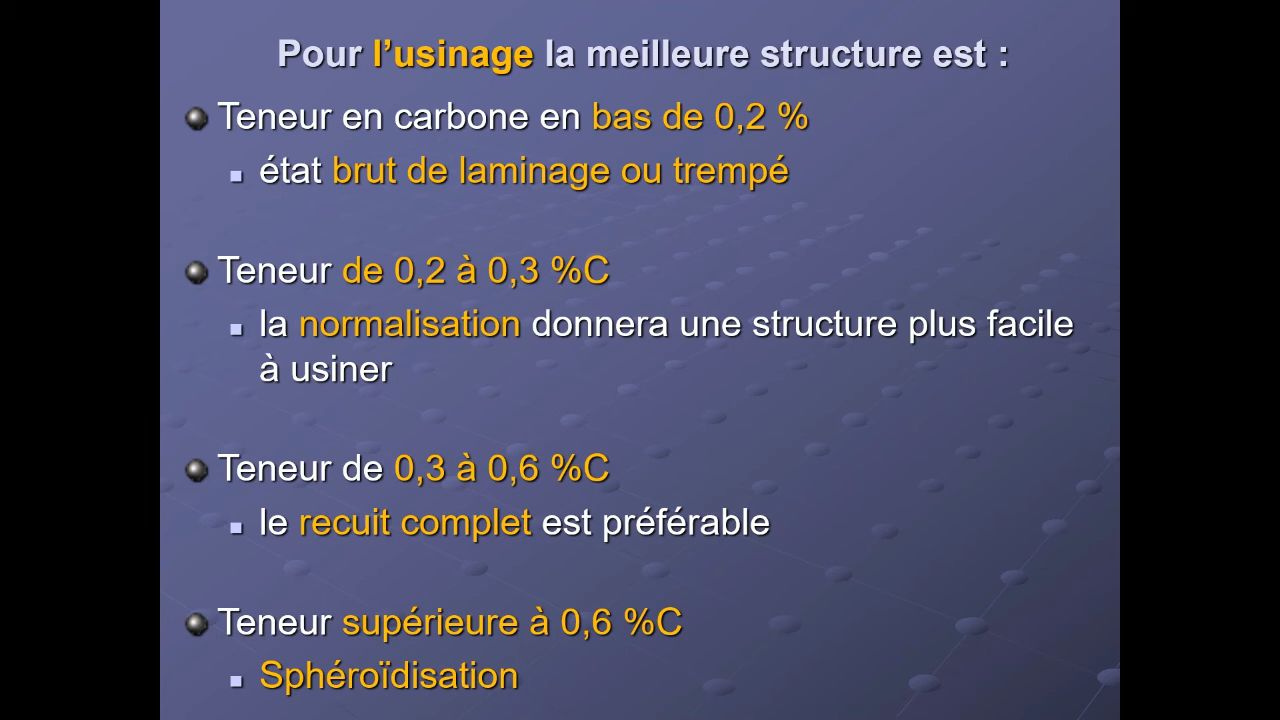 Pour l’usinage la meilleure structure est :
Teneur en carbone en bas de 0,2 %
état brut de laminage ou trempé
Teneur de 0,2 à 0,3 %C
la normalisation donnera une structure plus facile
à usiner
Teneur de 0,3 à 0,6 %C
le recuit complet est préférable
Teneur supérieure à 0,6 %C
Sphéroïdisation